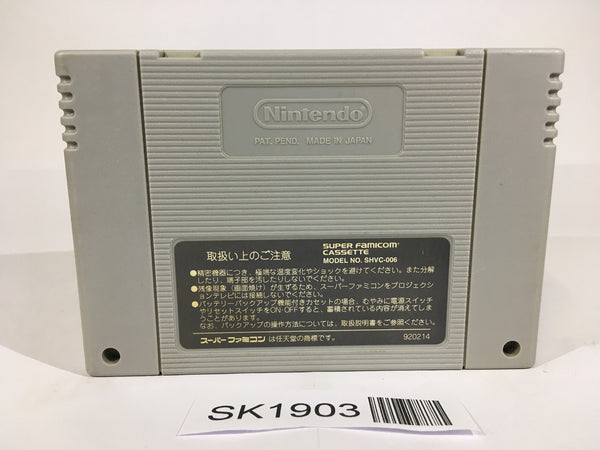 Nintendo
PAT. PEND. MADE IN JAPAN
取扱い上のご注意
SUPER FAMICOM
CASSETTE
MODEL NO. SHVC-006
●精密機器につき、極端な温度変化やショックを避けてください。また分解
したり、端子部を汚したりしないでください。
●残像現象（画面焼け）が生ずるため、スーパーファミコンをプロジェクシ
ョンテレビには接続しないでください。
●バッテリーバックアップ機能付きカセットの場合、むやみに電源スイッチ
やリセットスイッチをON・OFFすると、蓄積されている内容が消えてしま
うことがあります。
なお、バックアップの操作方法については、取扱説明書をご参照ください。
スーパーファミコン は任天堂の商標です。
920214
SK1903